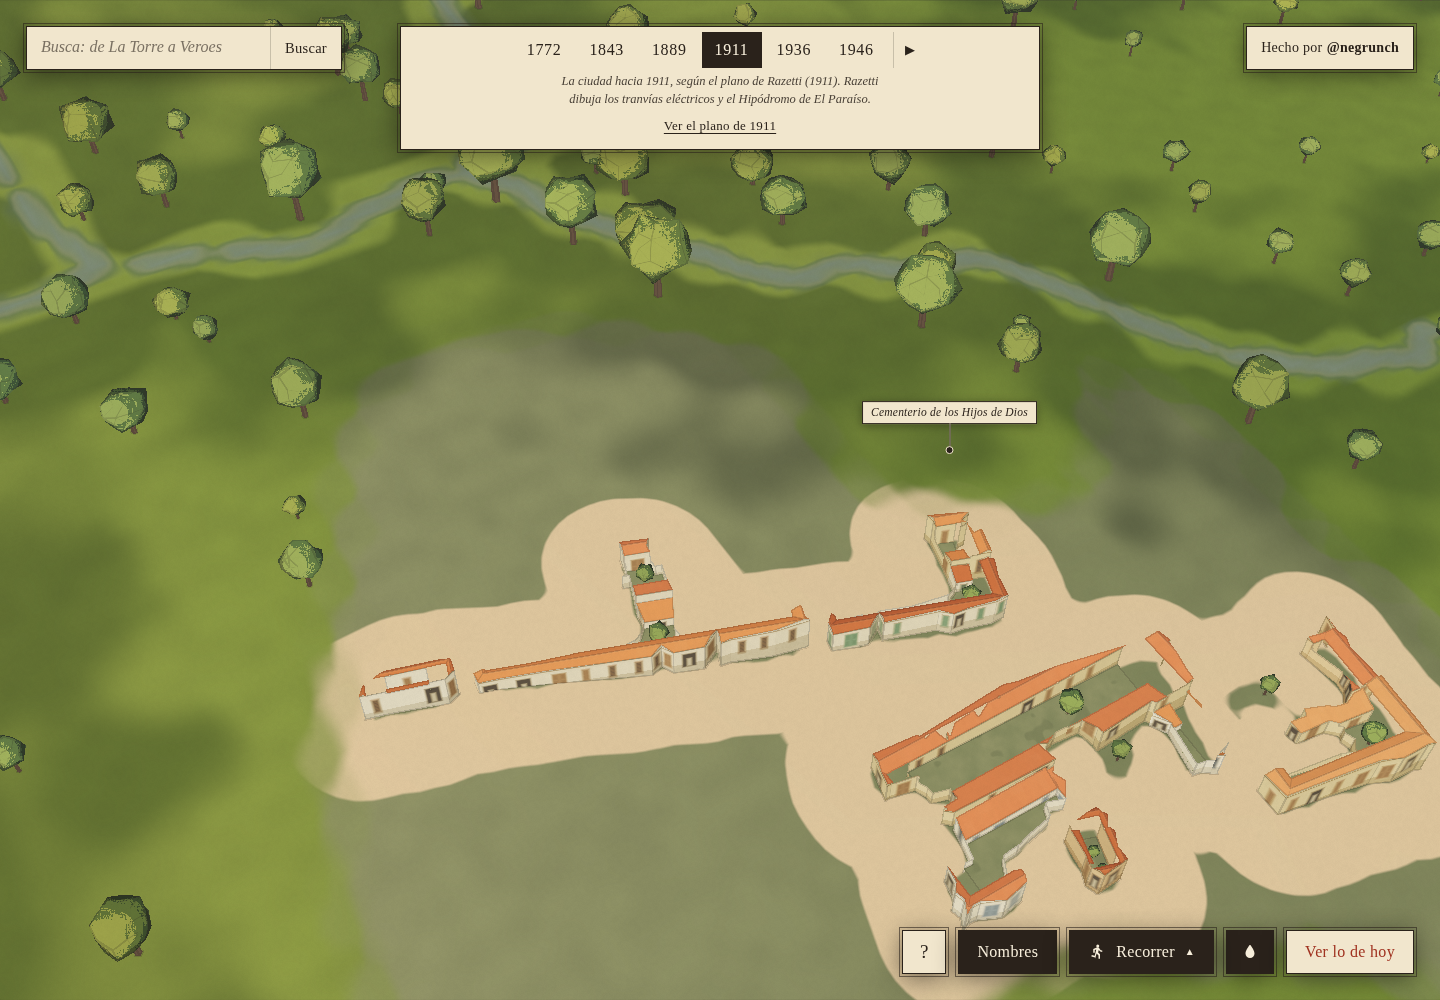 Busca: de La Torre a Veroes
Buscar
1772 1843 1889 1911 1936 1946 ▶
La ciudad hacia 1911, según el plano de Razetti (1911). Razetti
dibuja los tranvías eléctricos y el Hipódromo de El Paraíso.
Ver el plano de 1911
Hecho por @negrunch
Cementerio de los Hijos de Dios
?
Nombres
Recorrer ▲
Ver lo de hoy